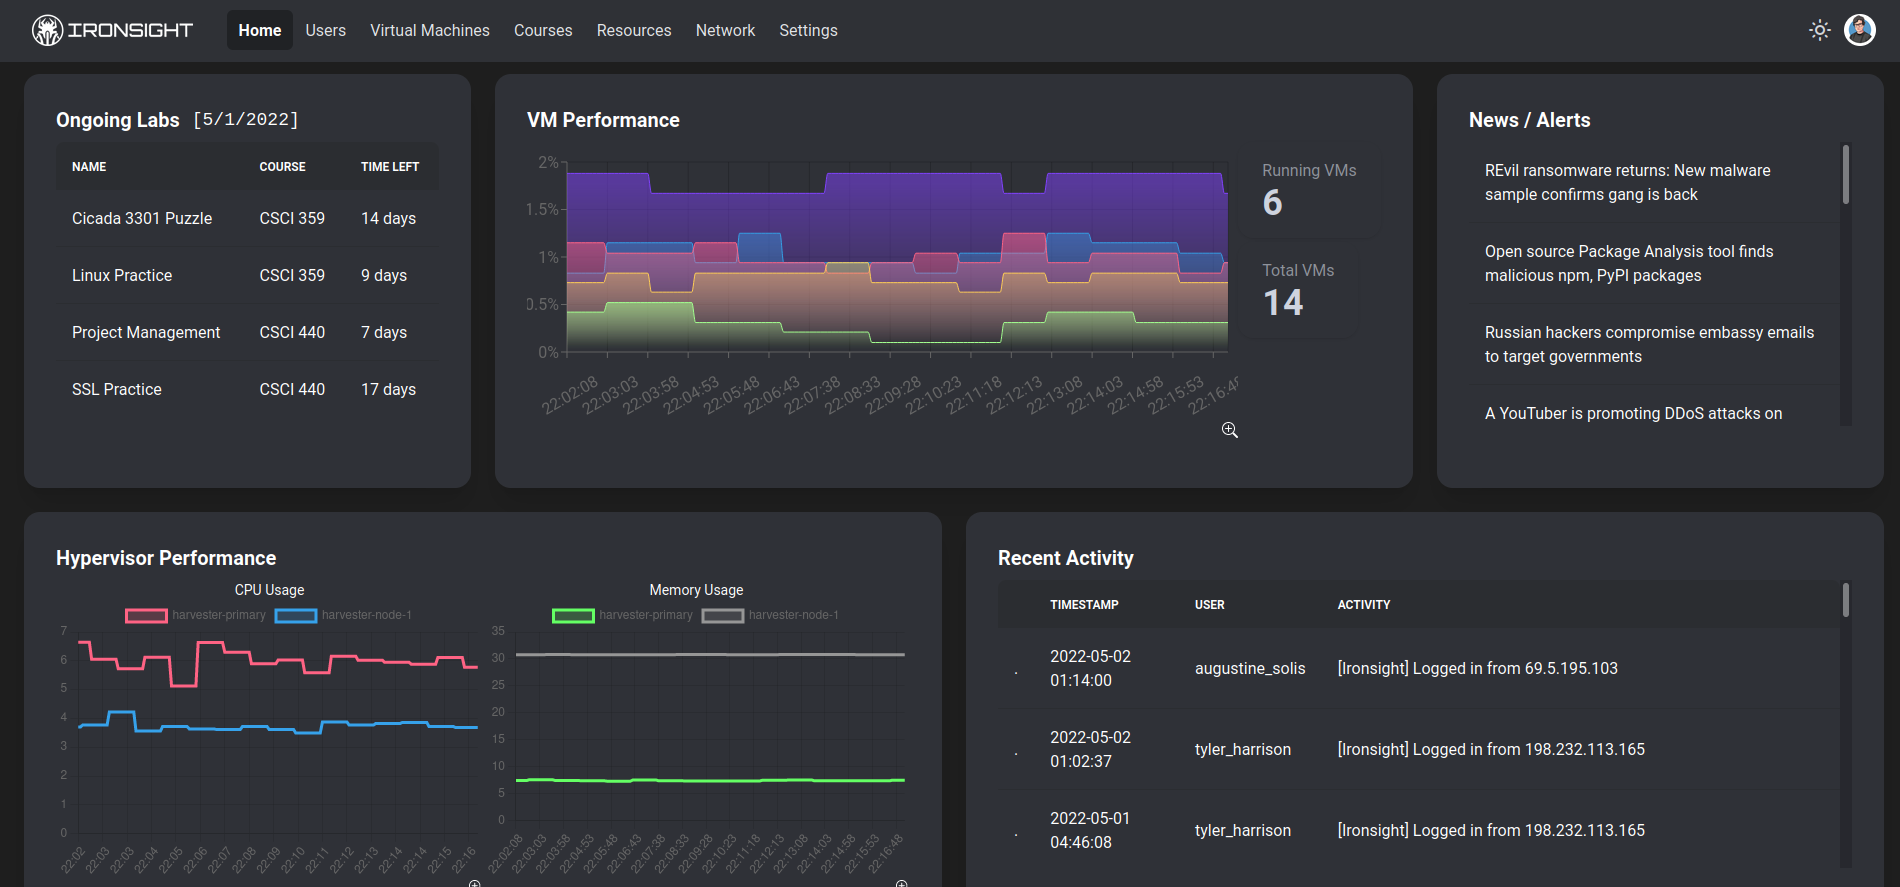 IRONSIGHT
Home Users Virtual Machines Courses Resources Network Settings
Ongoing Labs [5/1/2022]
NAME COURSE TIME LEFT
Cicada 3301 Puzzle CSCI 359 14 days
Linux Practice CSCI 359 9 days
Project Management CSCI 440 7 days
SSL Practice CSCI 440 17 days
VM Performance
2%
1.5%
1%
0.5%
0%
22:02:08 22:03:03 22:03:58 22:04:53 22:05:48 22:06:43 22:07:38 22:08:33 22:09:28 22:10:23 22:11:18 22:12:13 22:13:08 22:14:03 22:14:58 22:15:53 22:16:48
Running VMs
6
Total VMs
14
News / Alerts
REvil ransomware returns: New malware
sample confirms gang is back
Open source Package Analysis tool finds
malicious npm, PyPI packages
Russian hackers compromise embassy emails
to target governments
A YouTuber is promoting DDoS attacks on
Hypervisor Performance
CPU Usage
harvester-primary harvester-node-1
7
6
5
4
3
2
1
0
22:02 22:03 22:03 22:04 22:05 22:06 22:07 22:08 22:09 22:10 22:11 22:12 22:13 22:14 22:14 22:15 22:16
Memory Usage
harvester-primary harvester-node-1
35
30
25
20
15
10
5
0
22:02:08 22:03:03 22:03:58 22:04:53 22:05:48 22:06:43 22:07:38 22:08:33 22:09:28 22:10:23 22:11:18 22:12:13 22:13:08 22:14:03 22:14:58 22:15:53 22:16:48
Recent Activity
TIMESTAMP USER ACTIVITY
. 2022-05-02 01:14:00 augustine_solis [Ironsight] Logged in from 69.5.195.103
. 2022-05-02 01:02:37 tyler_harrison [Ironsight] Logged in from 198.232.113.165
. 2022-05-01 04:46:08 tyler_harrison [Ironsight] Logged in from 198.232.113.165